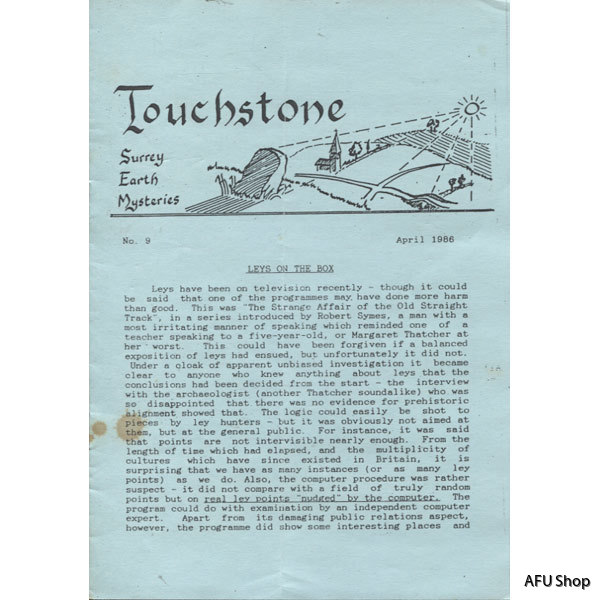 Touchstone
Surrey
Earth
Mysteries
No. 9 April 1986
LEYS ON THE BOX
Leys have been on television recently - though it could
be said that one of the programmes may have done more harm
than good. This was "The Strange Affair of the Old Straight
Track", in a series introduced by Robert Symes, a man with a
most irritating manner of speaking which reminded one of a
teacher speaking to a five-year-old, or Margaret Thatcher at
her worst. This could have been forgiven if a balanced
exposition of leys had ensued, but unfortunately it did not.
Under a cloak of apparent unbiased investigation it became
clear to anyone who knew anything about leys that the
conclusions had been decided from the start - the interview
with the archaeologist (another Thatcher soundalike) who was
so disappointed that there was no evidence for prehistoric
alignment showed that. The logic could easily be shot to
pieces by ley hunters - but it was obviously not aimed at
them, but at the general public. For instance, it was said
that points are not intervisible nearly enough. From the
length of time which had elapsed, and the multiplicity of
cultures which have since existed in Britain, it is
surprising that we have as many instances (or as many ley
points) as we do. Also, the computer procedure was rather
suspect - it did not compare with a field of truly random
points but on real ley points "nudged" by the computer. The
program could do with examination by an independent computer
expert. Apart from its damaging public relations aspect,
however, the programme did show some interesting places and
AFU Shop